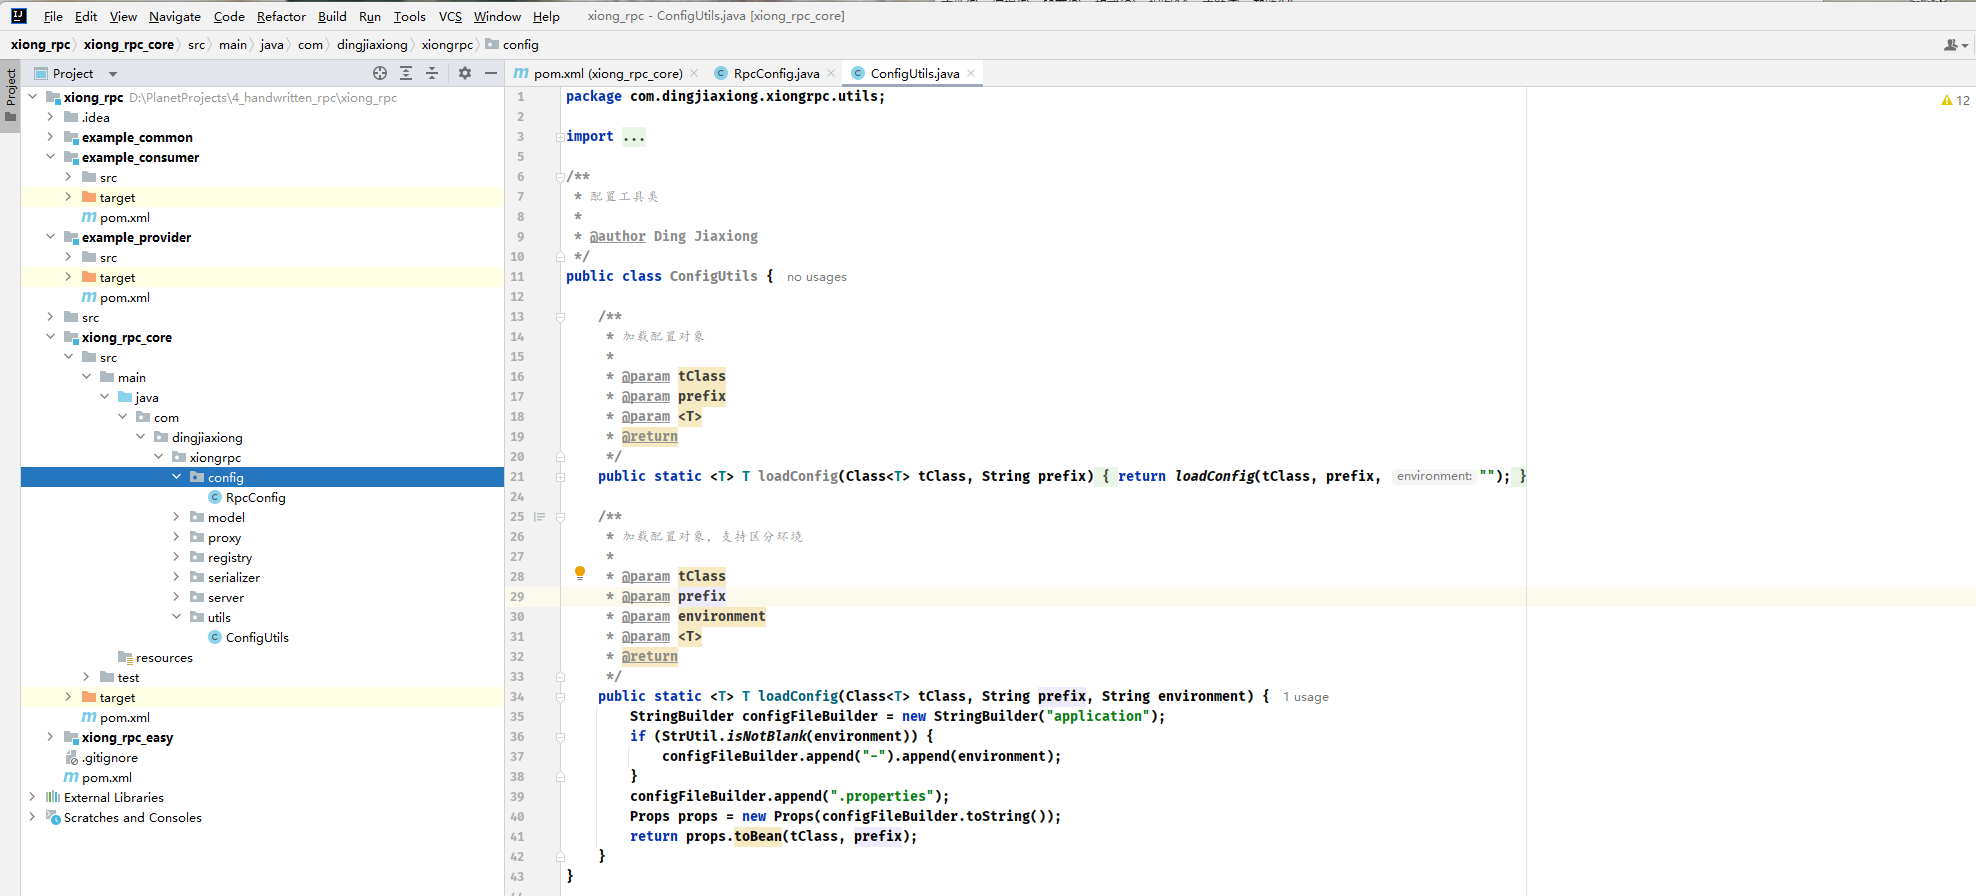 File Edit View Navigate Code Refactor Build Run Tools VCS Window Help xiong_rpc - ConfigUtils.java [xiong_rpc_core]
xiong_rpc xiong_rpc_core src main java com dingjiaxiong xiongrpc config
Project
Project
pom.xml (xiong_rpc_core) RpcConfig.java ConfigUtils.java
xiong_rpc D:\PlanetProjects\4_handwritten_rpc\xiong_rpc
.idea
example_common
example_consumer
src
target
pom.xml
example_provider
src
target
pom.xml
src
xiong_rpc_core
src
main
java
com
dingjiaxiong
xiongrpc
config
RpcConfig
model
proxy
registry
serializer
server
utils
ConfigUtils
resources
test
target
pom.xml
xiong_rpc_easy
.gitignore
pom.xml
External Libraries
Scratches and Consoles
12
1 package com.dingjiaxiong.xiongrpc.utils;
2
3 import ...
5
6 /**
7 * 配置工具类
8 *
9 * @author Ding Jiaxiong
10 */
11 public class ConfigUtils { no usages
12
13 /**
14 * 加载配置对象
15 *
16 * @param tClass
17 * @param prefix
18 * @param <T>
19 * @return
20 */
21 public static <T> T loadConfig(Class<T> tClass, String prefix) { return loadConfig(tClass, prefix, environment: ""); }
24
25 /**
26 * 加载配置对象，支持区分环境
27 *
28 * @param tClass
29 * @param prefix
30 * @param environment
31 * @param <T>
32 * @return
33 */
34 public static <T> T loadConfig(Class<T> tClass, String prefix, String environment) { 1 usage
35 StringBuilder configFileBuilder = new StringBuilder("application");
36 if (StrUtil.isNotBlank(environment)) {
37 configFileBuilder.append("-").append(environment);
38 }
39 configFileBuilder.append(".properties");
40 Props props = new Props(configFileBuilder.toString());
41 return props.toBean(tClass, prefix);
42 }
43 }